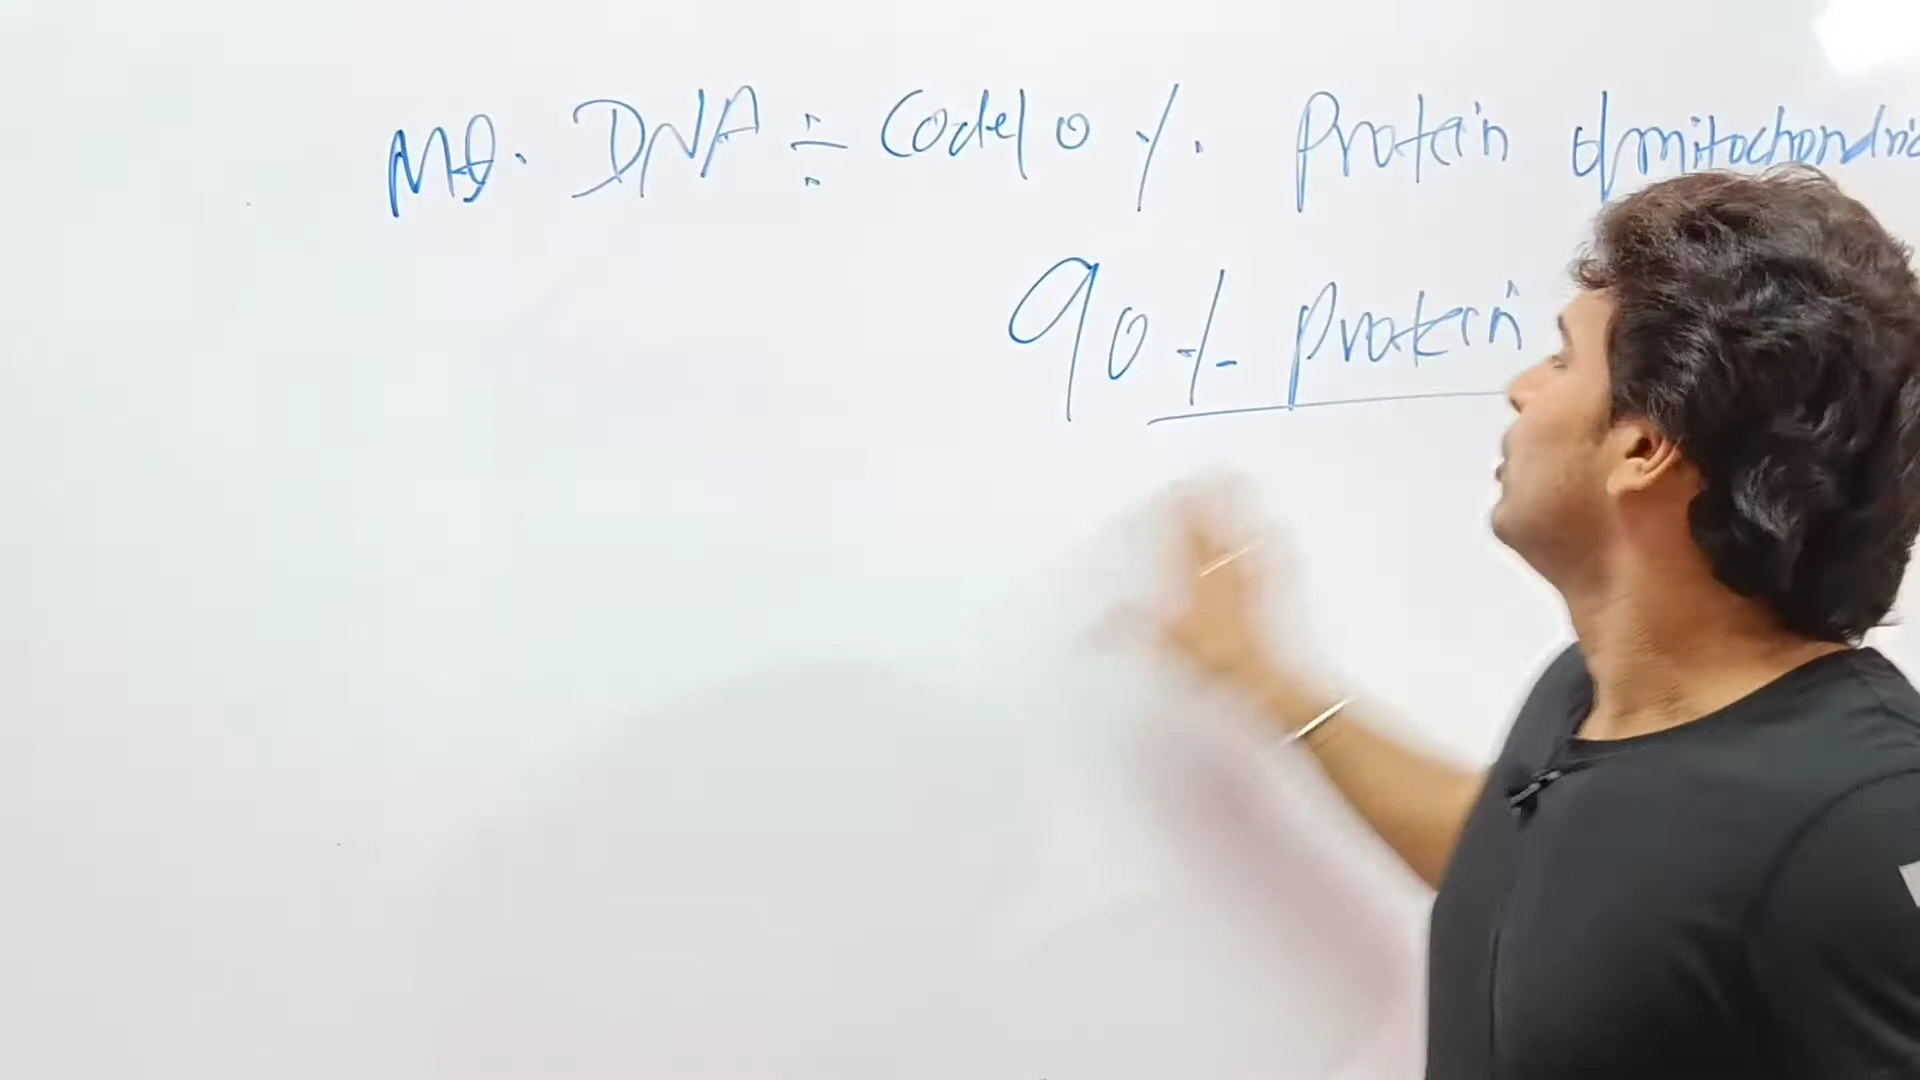 Mt. DNA ÷ Code 10 %. Protein of mitochondria
90 % Protein